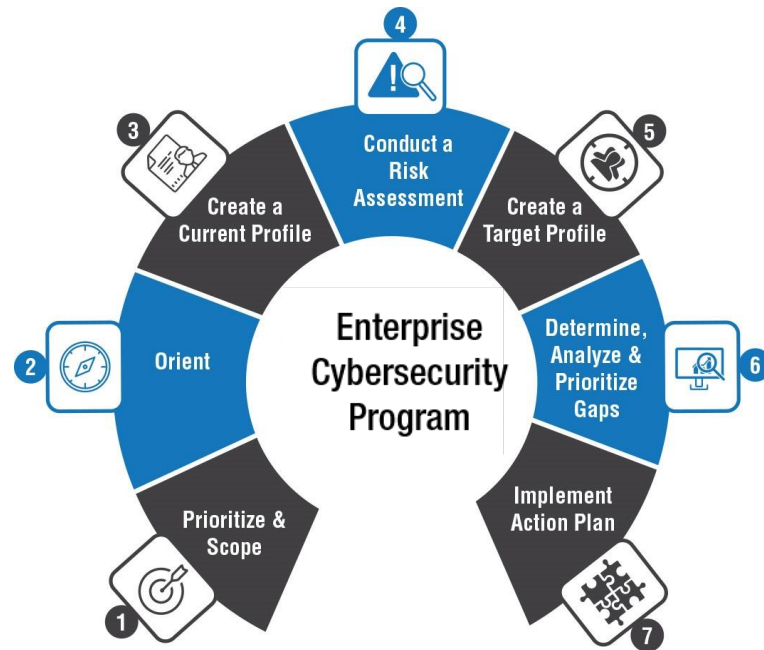 Enterprise
Cybersecurity
Program
1
Prioritize &
Scope
2
Orient
3
Create a
Current Profile
4
Conduct a
Risk
Assessment
5
Create a
Target Profile
6
Determine,
Analyze &
Prioritize
Gaps
7
Implement
Action Plan